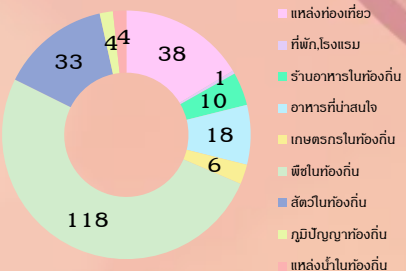 38
1
10
18
6
118
33
4
4
แหล่งท่องเที่ยว
ที่พัก,โรงแรม
ร้านอาหารในท้องถิ่น
อาหารที่น่าสนใจ
เกษตรกรในท้องถิ่น
พืชในท้องถิ่น
สัตว์ในท้องถิ่น
ภูมิปัญญาท้องถิ่น
แหล่งน้ำในท้องถิ่น